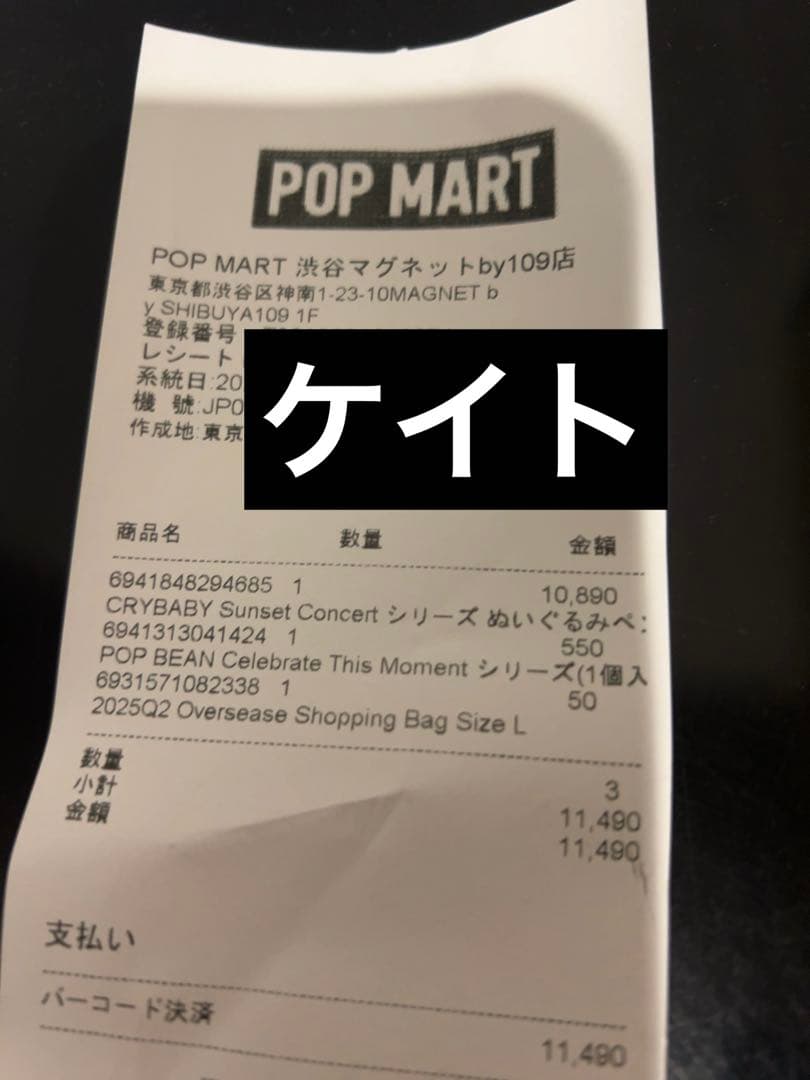 POP MART
POP MART 渋谷マグネットby109店
東京都渋谷区神南1-23-10MAGNET b
y SHIBUYA109 1F
登録番号
レシート
系統日:20
機 號:JP0
作成地:東京
ケイト
商品名 数量 金額
6941848294685 1 10,890
CRYBABY Sunset Concert シリーズ ぬいぐるみペ
6941313041424 1 550
POP BEAN Celebrate This Moment シリーズ(1個入
6931571082338 1 50
2025Q2 Oversease Shopping Bag Size L
数量 3
小計 11,490
金額 11,490
支払い
バーコード決済
11,490